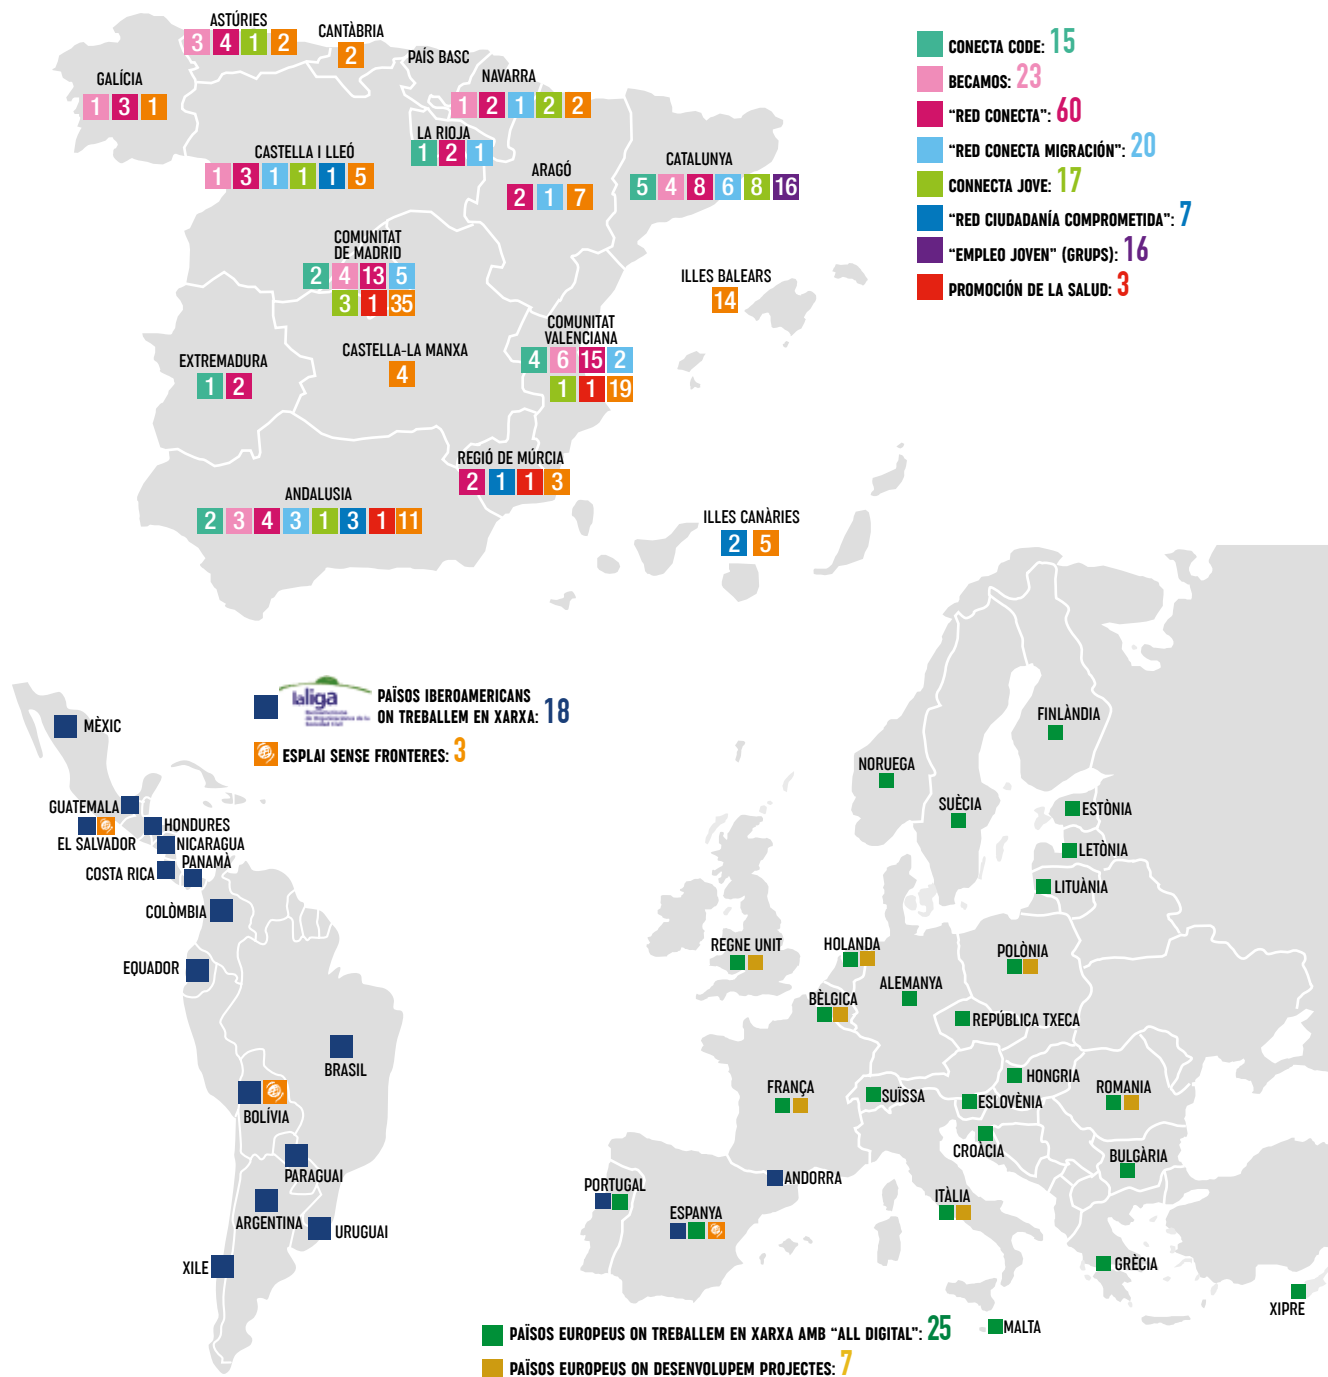 ASTÚRIES
3 4 1 2
CANTÀBRIA
2
PAÍS BASC
GALÍCIA
1 3 1
NAVARRA
1 2 1 2 2
LA RIOJA
1 2 1
CASTELLA I LLEÓ
1 3 1 1 1 5
ARAGÓ
2 1 7
CATALUNYA
5 4 8 6 8 16
COMUNITAT
DE MADRID
2 4 13 5
3 1 35
ILLES BALEARS
14
COMUNITAT
VALENCIANA
4 6 15 2
1 1 19
EXTREMADURA
1 2
CASTELLA-LA MANXA
4
REGIÓ DE MÚRCIA
2 1 1 3
ANDALUSIA
2 3 4 3 1 3 1 11
ILLES CANÀRIES
2 5
CONECTA CODE: 15
BECAMOS: 23
“RED CONECTA”: 60
“RED CONECTA MIGRACIÓN”: 20
CONNECTA JOVE: 17
“RED CIUDADANÍA COMPROMETIDA”: 7
“EMPLEO JOVEN” (GRUPS): 16
PROMOCIÓN DE LA SALUD: 3
laliga
PAÏSOS IBEROAMERICANS
ON TREBALLEM EN XARXA: 18
ESPLAI SENSE FRONTERES: 3
MÈXIC
GUATEMALA
HONDURES
EL SALVADOR
NICARAGUA
PANAMÀ
COSTA RICA
COLÒMBIA
EQUADOR
BRASIL
BOLÍVIA
PARAGUAI
ARGENTINA
URUGUAI
XILE
FINLÀNDIA
NORUEGA
SUÈCIA
ESTÒNIA
LETÒNIA
LITUÀNIA
REGNE UNIT
HOLANDA
POLÒNIA
ALEMANYA
BÈLGICA
REPÚBLICA TXECA
HONGRIA
FRANÇA
SUÏSSA
ESLOVÈNIA
ROMANIA
CROÀCIA
BULGÀRIA
ANDORRA
PORTUGAL
ITÀLIA
ESPANYA
GRÈCIA
XIPRE
MALTA
PAÏSOS EUROPEUS ON TREBALLEM EN XARXA AMB “ALL DIGITAL”: 25
PAÏSOS EUROPEUS ON DESENVOLUPEM PROJECTES: 7